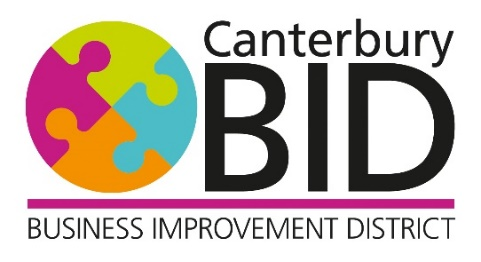 Canterbury
BID
BUSINESS IMPROVEMENT DISTRICT